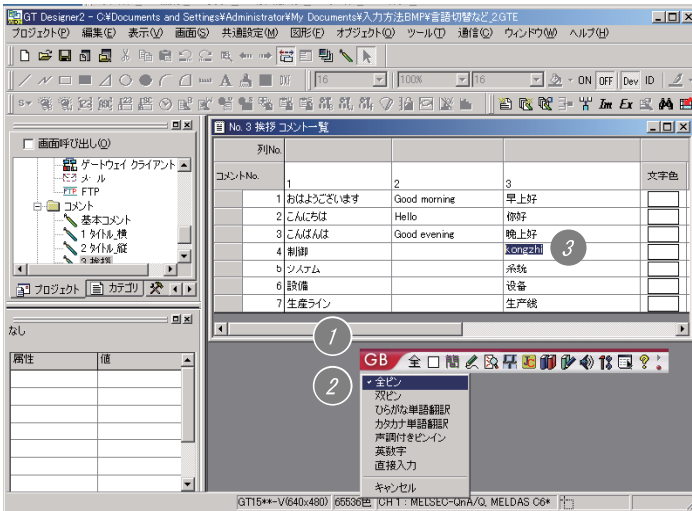 GT Designer2 - C:¥Documents and Settings¥Administrator¥My Documents¥入力方法BMP¥言語切替など_2.GTE
プロジェクト(P) 編集(E) 表示(V) 画面(S) 共通設定(M) 図形(F) オブジェクト(O) ツール(T) 通信(C) ウィンドウ(W) ヘルプ(H)
16 100% 16 ON OFF Dev ID
Im Ex
画面呼び出し(O)
ゲートウェイ クライアント
メール
FTP
コメント
基本コメント
1 タイトル_横
2 タイトル_縦
3 挨拶
プロジェクト カテゴリ
なし
属性 値
No. 3 挨拶 コメント一覧
列No.
コメントNo. 1 2 3 文字色
1 おはようございます Good morning 早上好
2 こんにちは Hello 你好
3 こんばんは Good evening 晚上好
4 制御 kongzhi 3
5 システム 系统
6 設備 设备
7 生産ライン 生产线
1
GB 全 簡
2
全ピン
双ピン
ひらがな単語翻訳
カタカナ単語翻訳
声調付きピンイン
英数字
直接入力
キャンセル
GT15**-V(640x480) 65536色 CH1 : MELSEC-QnA/Q, MELDAS C6*